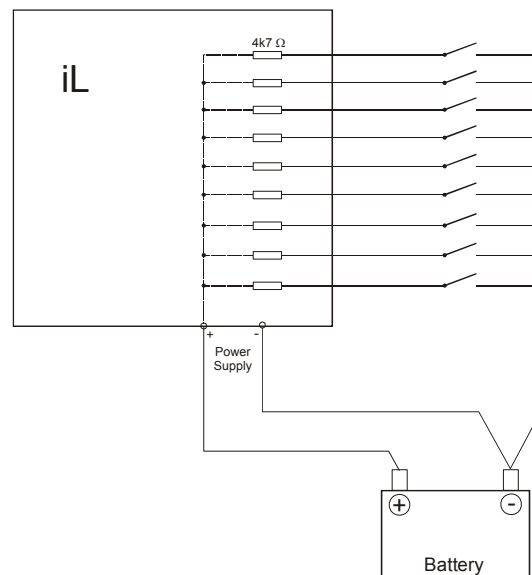 4k7 Ω
iL
+ -
Power
Supply
+ -
Battery